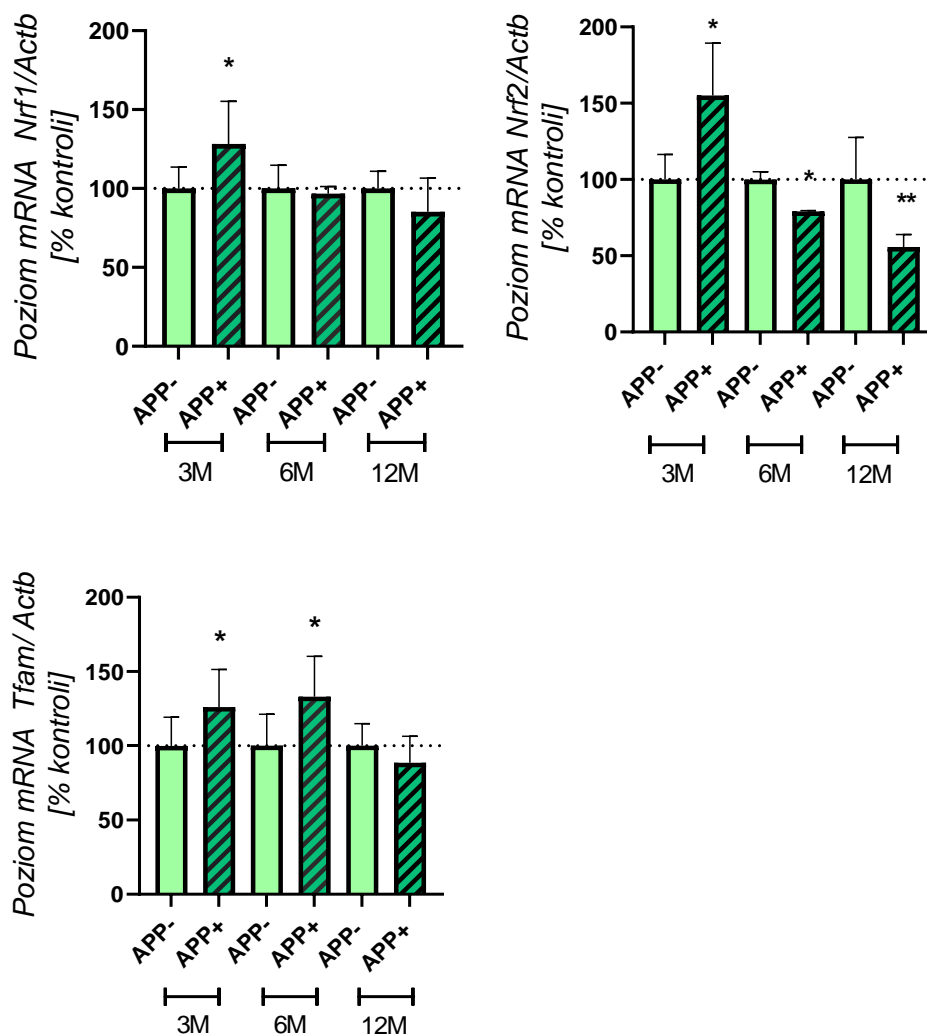 Poziom mRNA Nrf1/Actb
[% kontroli]
200
*
150
100
50
0
APP- APP+ APP- APP+ APP- APP+
3M 6M 12M
Poziom mRNA Nrf2/Actb
[% kontroli]
200
*
150
100
*
**
50
0
APP- APP+ APP- APP+ APP- APP+
3M 6M 12M
Poziom mRNA Tfam/ Actb
[% kontroli]
200
* *
150
100
50
0
APP- APP+ APP- APP+ APP- APP+
3M 6M 12M